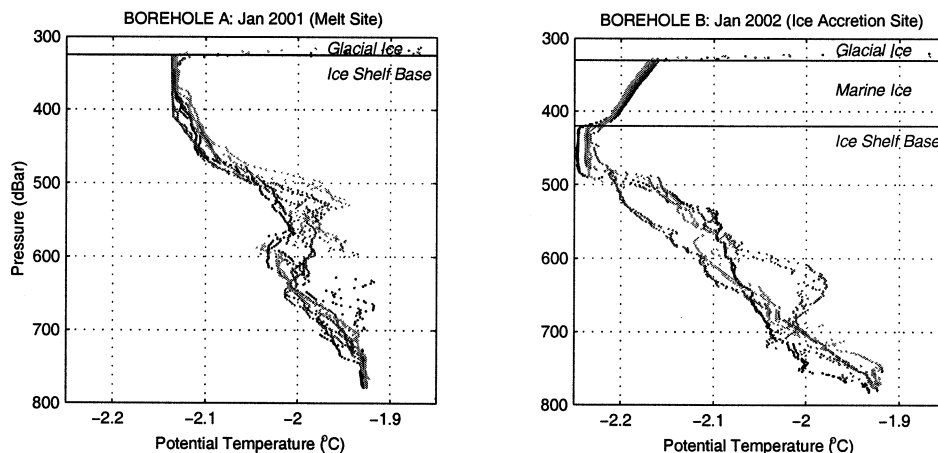 BOREHOLE A: Jan 2001 (Melt Site)
300
400
500
600
700
800
Pressure (dBar)
Glacial Ice
Ice Shelf Base
−2.2
−2.1
−2
−1.9
Potential Temperature (°C)
BOREHOLE B: Jan 2002 (Ice Accretion Site)
300
400
500
600
700
800
Glacial Ice
Marine Ice
Ice Shelf Base
−2.2
−2.1
−2
−1.9
Potential Temperature (°C)